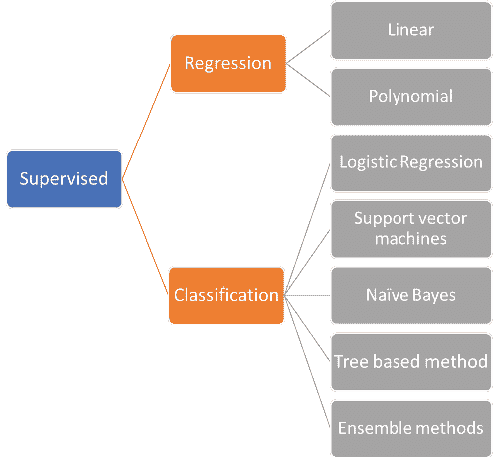 Supervised
Regression
Linear
Polynomial
Classification
Logistic Regression
Support vector
machines
Naïve Bayes
Tree based method
Ensemble methods